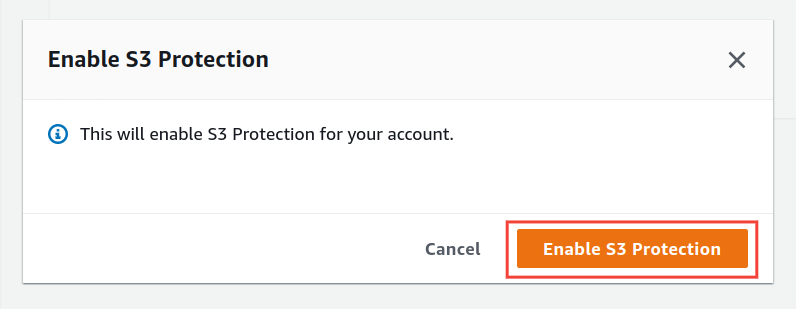 Enable S3 Protection
This will enable S3 Protection for your account.
Cancel
Enable S3 Protection